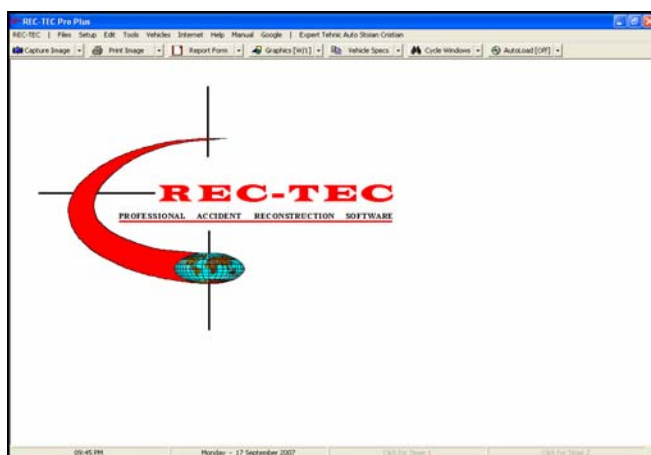 REC-TEC Pro Plus
REC-TEC | Files Setup Edit Tools Vehicles Internet Help Manual Google | Expert Tehnic Auto Stoian Cristian
Capture Image Print Image Report Form Graphics [W/1] Vehicle Specs Cycle Windows AutoLoad [Off]
REC-TEC
PROFESSIONAL ACCIDENT RECONSTRUCTION SOFTWARE
09:45 PM Monday - 17 September 2007 Click for Timer 1 Click for Timer 2